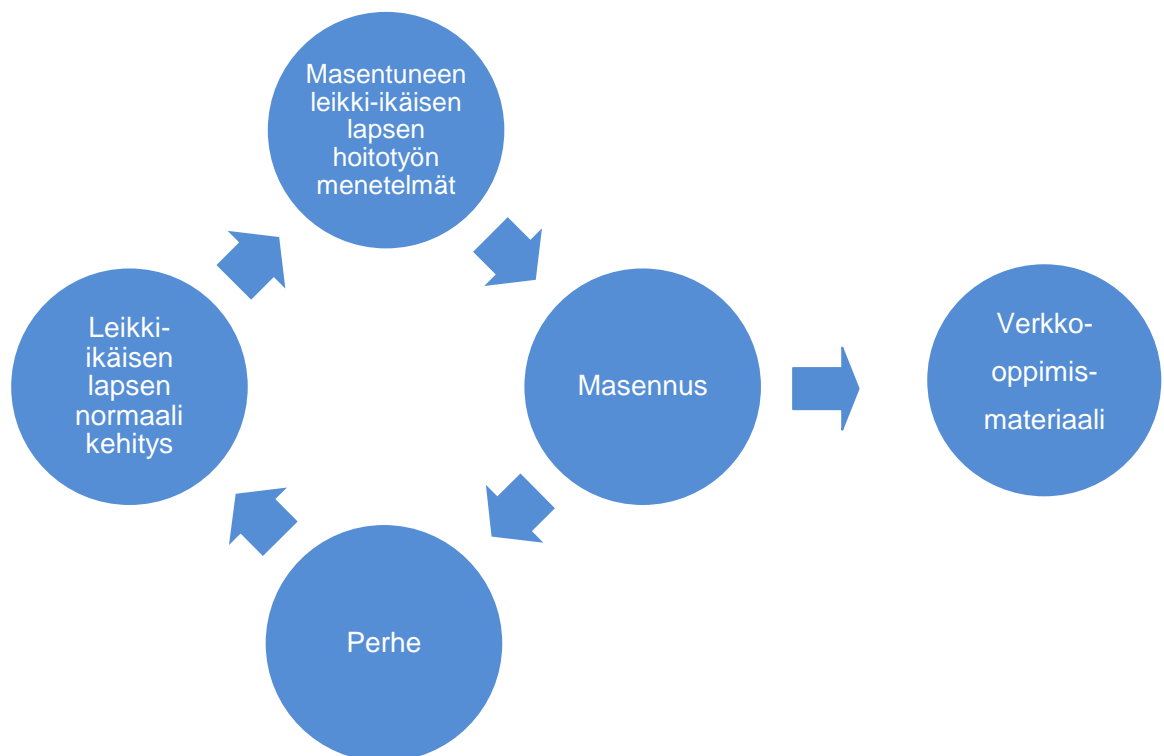 Masentuneen
leikki-ikäisen
lapsen
hoitotyön
menetelmät
Leikki-
ikäisen
lapsen
normaali
kehitys
Masennus
Verkko-
oppimis-
materiaali
Perhe